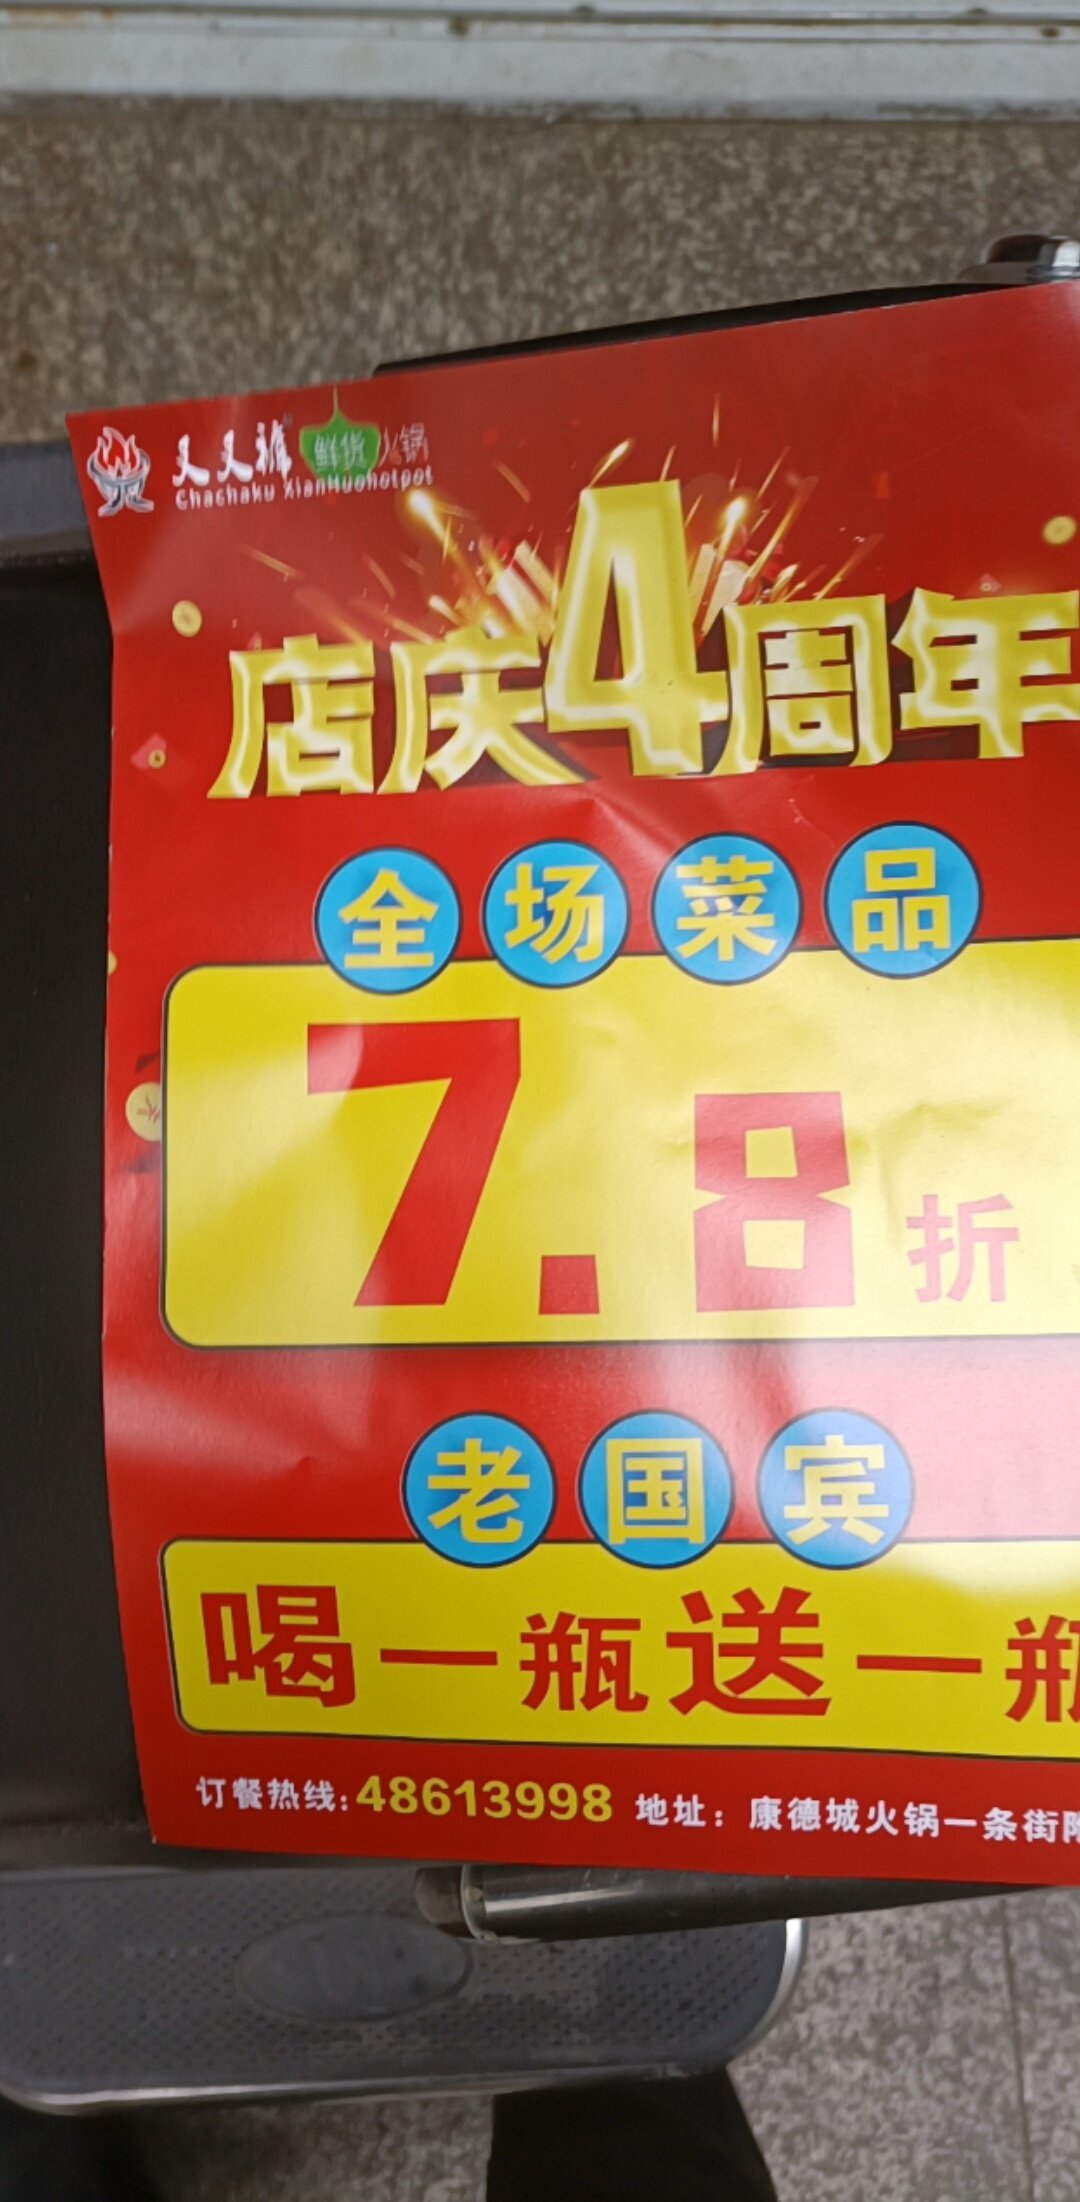 叉叉裤 鲜货火锅
Chachaku XianHuohotpot
店庆4周年
全场菜品
7.8折
老国宾
喝一瓶送一瓶
订餐热线:48613998 地址：康德城火锅一条街附